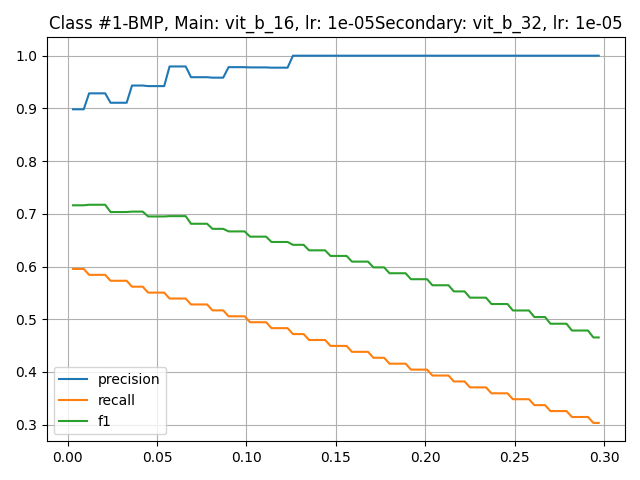 Class #1-BMP, Main: vit_b_16, lr: 1e-05Secondary: vit_b_32, lr: 1e-05
1.0
0.9
0.8
0.7
0.6
0.5
0.4
0.3
precision
recall
f1
0.00 0.05 0.10 0.15 0.20 0.25 0.30